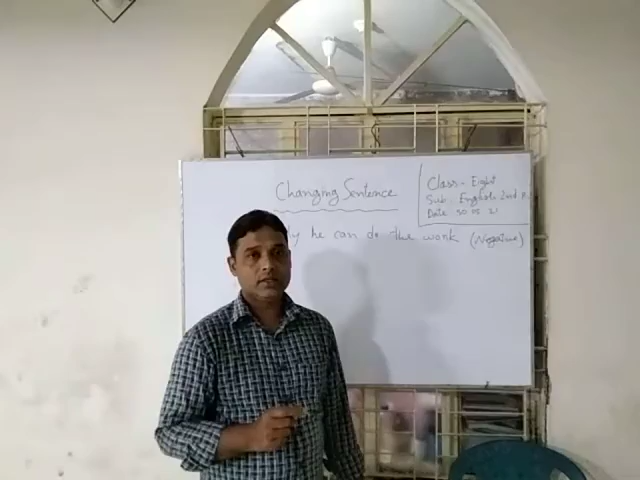 Changing Sentence
Class - Eight
Sub: English 2nd P.
Date 30 05 21
y he can do the work (Negative)